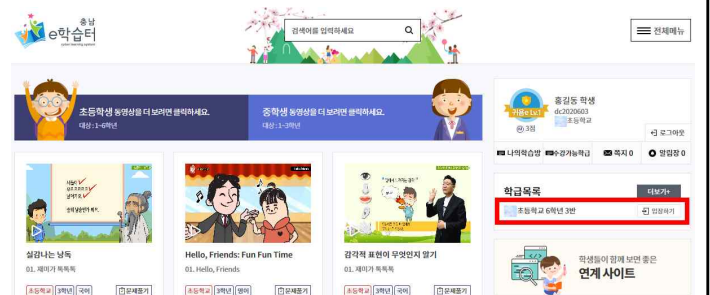 충남
e학습터
검색어를 입력하세요
전체메뉴
초등학생 동영상을 더 보려면 클릭하세요.
대상:1-6학년
중학생 동영상을 더 보려면 클릭하세요.
대상:1-3학년
홍길동 학생
dc2020603
초등학교
3점
로그아웃
나의학습방 수강가능학급 쪽지 0 알림장 0
학급목록
더보기+
초등학교 6학년 3반
입장하기
실감나는 낭독
01. 재미가 톡톡톡
초등학교 3학년 국어 문제풀기
Hello, Friends: Fun Fun Time
01. Hello, Friends
초등학교 3학년 영어 문제풀기
감각적 표현이 무엇인지 알기
01. 재미가 톡톡톡
초등학교 3학년 국어 문제풀기
학생들이 함께 보면 좋은
연계 사이트